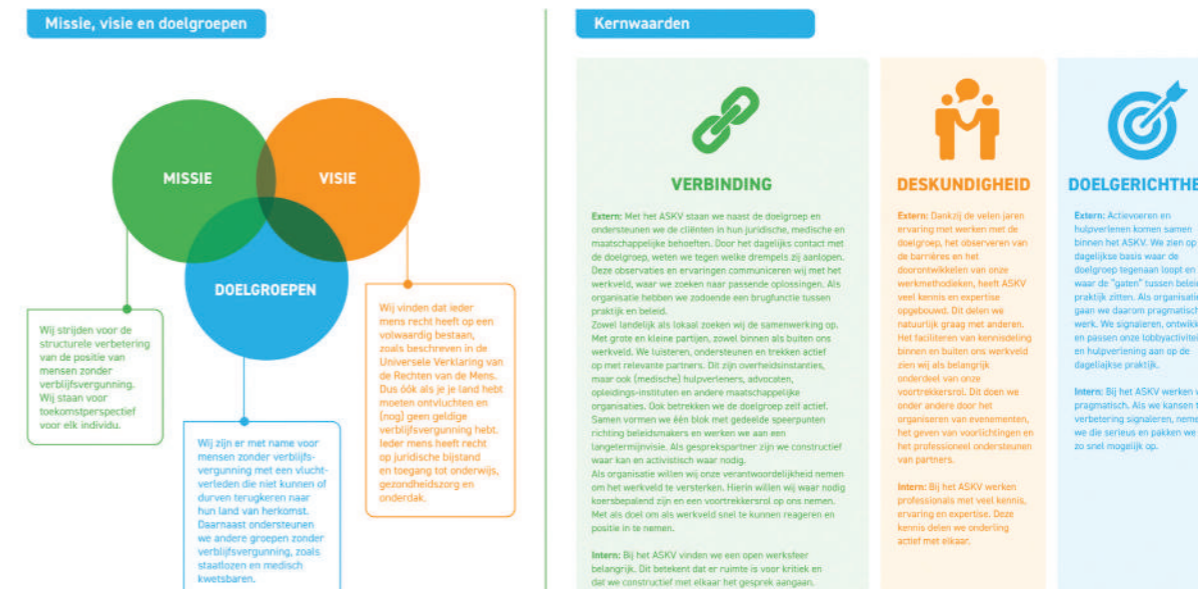 Missie, visie en doelgroepen
MISSIE
VISIE
DOELGROEPEN
Wij strijden voor de
structurele verbetering
van de positie van
mensen zonder
verblijfsvergunning.
Wij staan voor
toekomstperspectief
voor elk individu.
Wij zijn er met name voor
mensen zonder verblijfs-
vergunning met een vlucht-
verleden die niet kunnen of
durven terugkeren naar
hun land van herkomst.
Daarnaast ondersteunen
we andere groepen zonder
verblijfsvergunning, zoals
staatlozen en medisch
kwetsbaren.
Wij vinden dat ieder
mens recht heeft op een
volwaardig bestaan,
zoals beschreven in de
Universele Verklaring van
de Rechten van de Mens.
Dus óók als je je land hebt
moeten ontvluchten en
(nog) geen geldige
verblijfsvergunning hebt.
Ieder mens heeft recht
op juridische bijstand
en toegang tot onderwijs,
gezondheidszorg en
onderdak.
Kernwaarden
VERBINDING
Extern: Met het ASKV staan we naast de doelgroep en
ondersteunen we de cliënten in hun juridische, medische en
maatschappelijke behoeften. Door het dagelijks contact met
de doelgroep, weten we tegen welke drempels zij aanlopen.
Deze observaties en ervaringen communiceren wij met het
werkveld, waar we zoeken naar passende oplossingen. Als
organisatie hebben we zodoende een brugfunctie tussen
praktijk en beleid.
Zowel landelijk als lokaal zoeken wij de samenwerking op.
Met grote en kleine partijen, zowel binnen als buiten ons
werkveld. We luisteren, ondersteunen en trekken actief
op met relevante partners. Dit zijn overheidsinstanties,
maar ook (medische) hulpverleners, advocaten,
opleidings-instituten en andere maatschappelijke
organisaties. Ook betrekken we de doelgroep zelf actief.
Samen vormen we één blok met gedeelde speerpunten
richting beleidsmakers en werken we aan een
langetermijnvisie. Als gesprekspartner zijn we constructief
waar kan en activistisch waar nodig.
Als organisatie willen wij onze verantwoordelijkheid nemen
om het werkveld te versterken. Hierin willen wij waar nodig
koersbepalend zijn en een voortrekkersrol op ons nemen.
Met als doel om als werkveld snel te kunnen reageren en
positie in te nemen.
Intern: Bij het ASKV vinden we een open werksfeer
belangrijk. Dit betekent dat er ruimte is voor kritiek en
dat we constructief met elkaar het gesprek aangaan.
DESKUNDIGHEID
Extern: Dankzij de velen jaren
ervaring met werken met de
doelgroep, het observeren van
de barrières en het
doorontwikkelen van onze
werkmethodieken, heeft ASKV
veel kennis en expertise
opgebouwd. Dit delen we
natuurlijk graag met anderen.
Het faciliteren van kennisdeling
binnen en buiten ons werkveld
zien wij als belangrijk
onderdeel van onze
voortrekkersrol. Dit doen we
onder andere door het
organiseren van evenementen,
het geven van voorlichtingen en
het professioneel ondersteunen
van partners.
Intern: Bij het ASKV werken
professionals met veel kennis,
ervaring en expertise. Deze
kennis delen we onderling
actief met elkaar.
DOELGERICHTHE
Extern: Actievoeren en
hulpverlenen komen samen
binnen het ASKV. We zien op
dagelijkse basis waar de
doelgroep tegenaan loopt en
waar de "gaten" tussen belei
praktijk zitten. Als organisati
gaan we daarom pragmatisch
werk. We signaleren, ontwikk
en passen onze lobbyactivitei
en hulpverlening aan op de
dageliajkse praktijk.
Intern: Bij het ASKV werken
pragmatisch. Als we kansen
verbetering signaleren, neme
we die serieus en pakken we
zo snel mogelijk op.